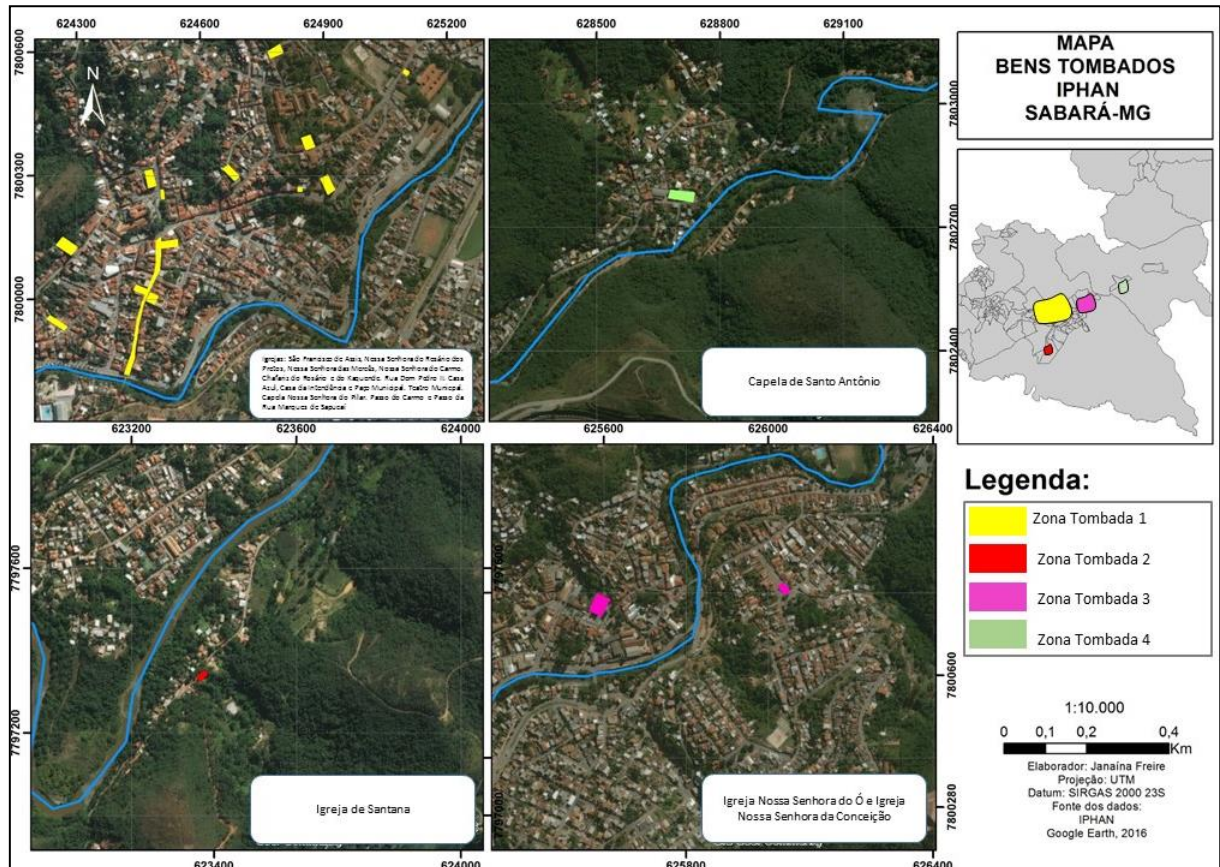 624300 624600 624900 625200
628500 628800 629100
7800600
7800300
7800000
N
Igrejas: São Francisco de Assis, Nossa Senhora do Rosário dos
Pretos, Nossa Senhora das Mercês, Nossa Senhora do Carmo.
Chafariz do Rosário e do Kaquende. Rua Dom Pedro II. Casa
Azul, Casa da Intendência e Paço Municipal. Teatro Municipal.
Capela Nossa Senhora do Pilar. Passo do Carmo e Passo da
Rua Marques de Sapucaí
7803000
7802700
7802400
Capela de Santo Antônio
MAPA
BENS TOMBADOS
IPHAN
SABARÁ-MG
623200 623600 624000
625600 626000 626400
7797600
7797200
Igreja de Santana
7797600
7797000
Igreja Nossa Senhora do Ó e Igreja
Nossa Senhora da Conceição
7800600
7800280
623400 624000
625800 626400
Legenda:
Zona Tombada 1
Zona Tombada 2
Zona Tombada 3
Zona Tombada 4
1:10.000
0 0,1 0,2 0,4
Km
Elaborador: Janaína Freire
Projeção: UTM
Datum: SIRGAS 2000 23S
Fonte dos dados:
IPHAN
Google Earth, 2016